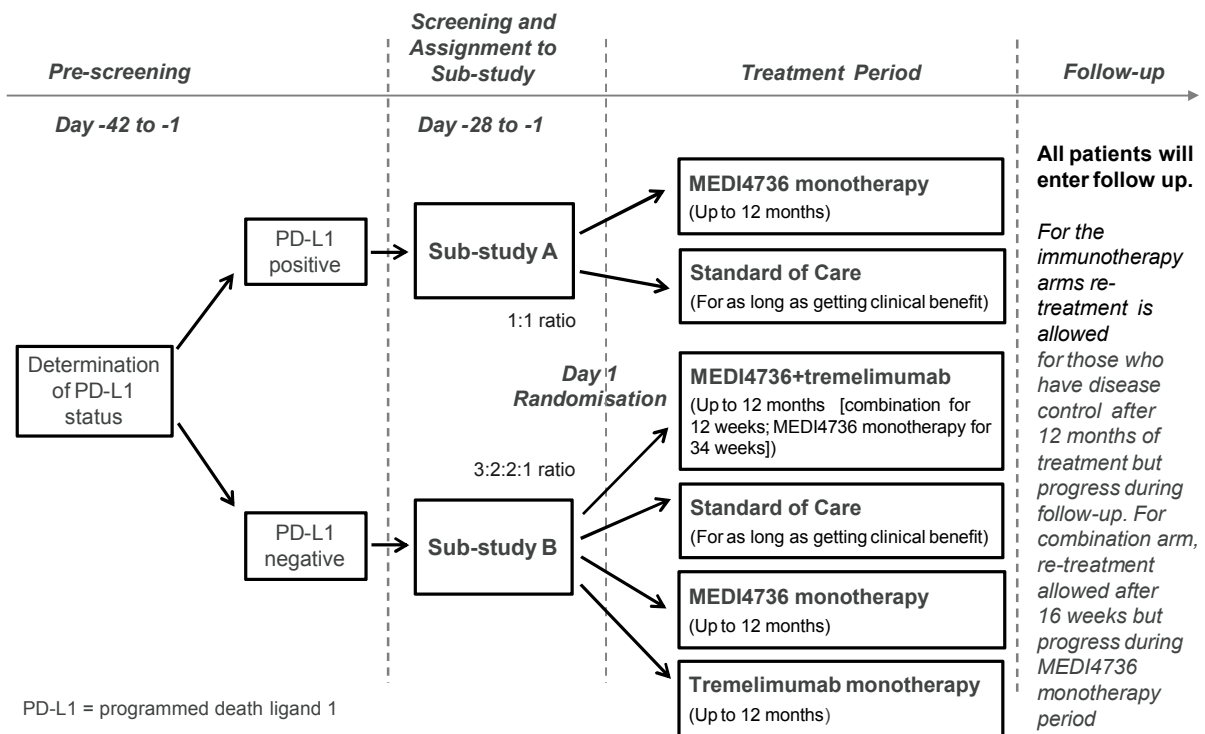 Pre-screening
Screening and
Assignment to
Sub-study
Treatment Period
Follow-up
Day -42 to -1
Day -28 to -1
Determination
of PD-L1
status
PD-L1
positive
PD-L1
negative
Sub-study A
1:1 ratio
Day 1
Randomisation
3:2:2:1 ratio
Sub-study B
MEDI4736 monotherapy
(Up to 12 months)
Standard of Care
(For as long as getting clinical benefit)
MEDI4736+tremelimumab
(Up to 12 months [combination for
12 weeks; MEDI4736 monotherapy for
34 weeks])
Standard of Care
(For as long as getting clinical benefit)
MEDI4736 monotherapy
(Up to 12 months)
Tremelimumab monotherapy
(Up to 12 months)
All patients will
enter follow up.
For the
immunotherapy
arms re-
treatment is
allowed
for those who
have disease
control after
12 months of
treatment but
progress during
follow-up. For
combination arm,
re-treatment
allowed after
16 weeks but
progress during
MEDI4736
monotherapy
period
PD-L1 = programmed death ligand 1